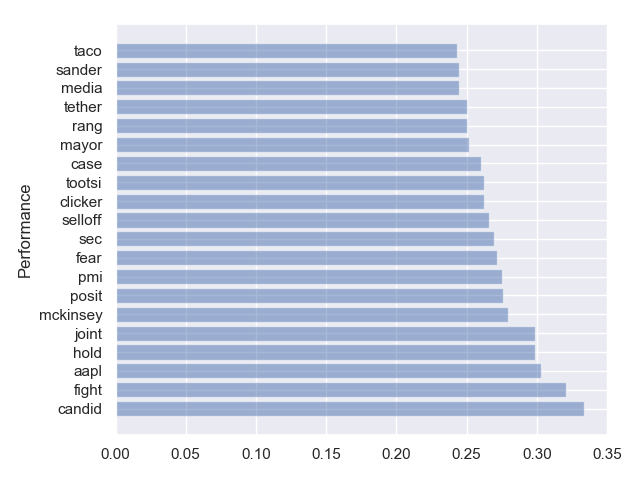 taco
sander
media
tether
rang
mayor
case
tootsi
clicker
selloff
sec
fear
pmi
posit
mckinsey
joint
hold
aapl
fight
candid
Performance
0.00 0.05 0.10 0.15 0.20 0.25 0.30 0.35